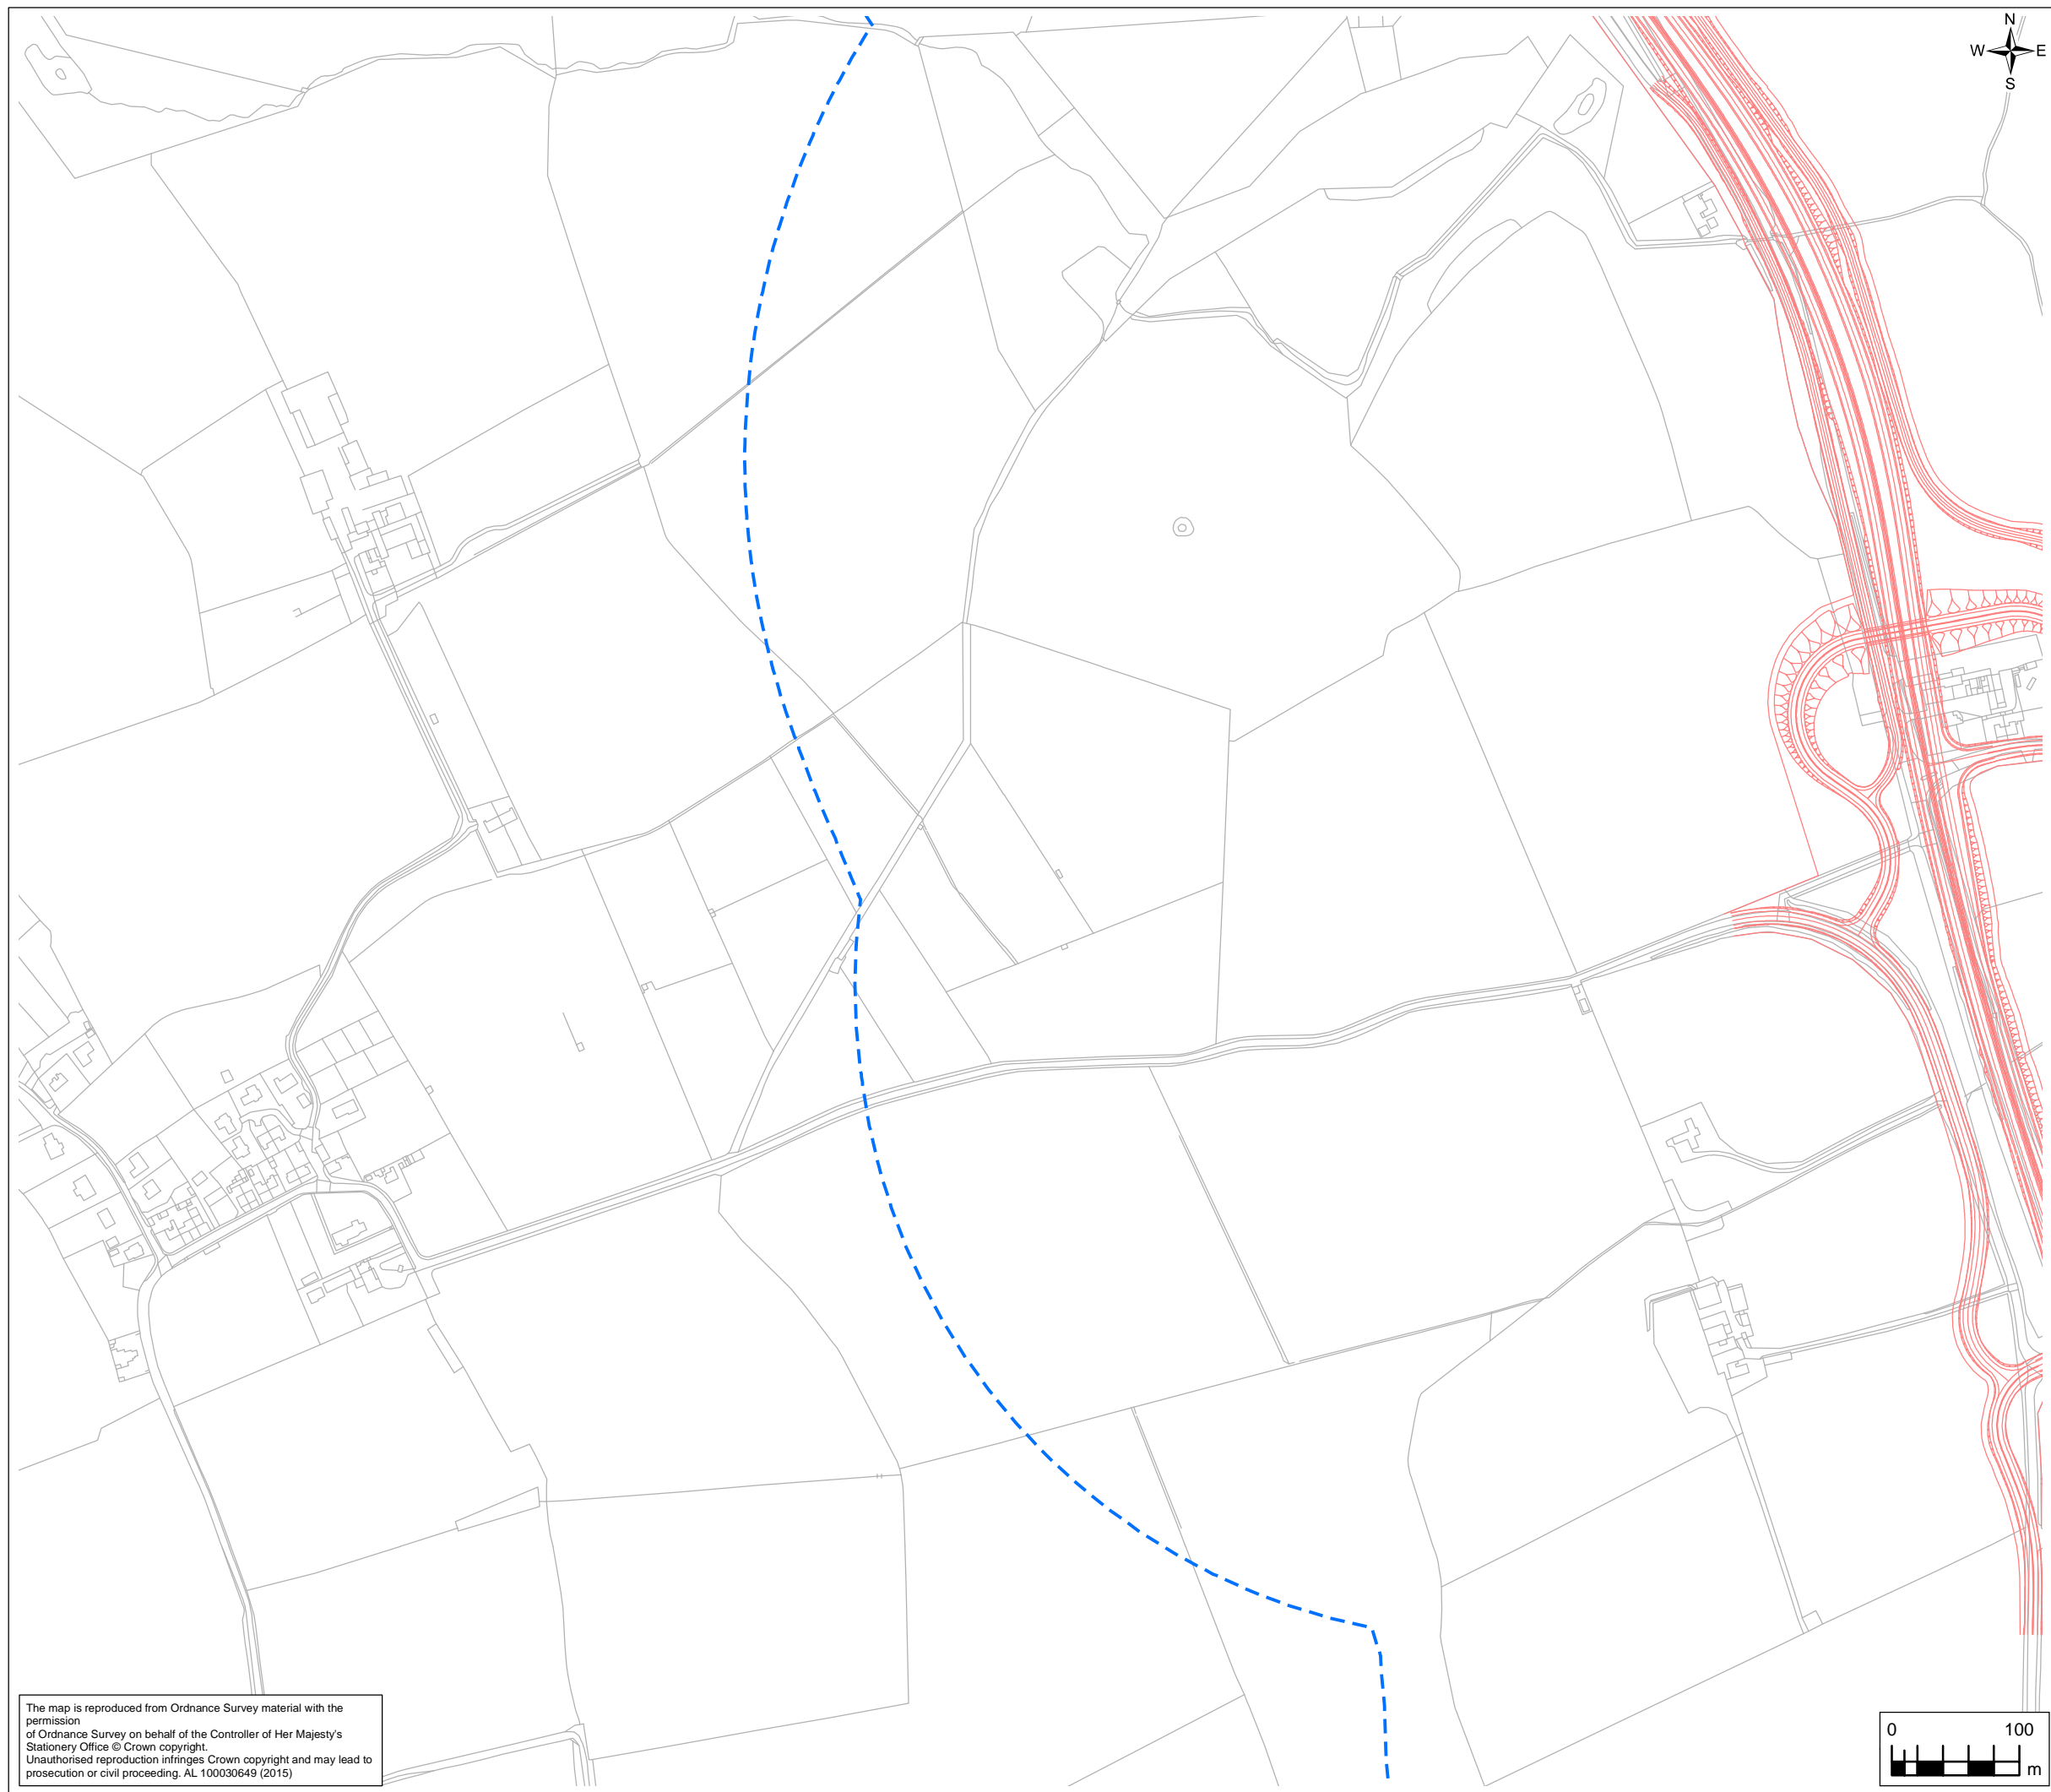 N
W E
S
The map is reproduced from Ordnance Survey material with the
permission
of Ordnance Survey on behalf of the Controller of Her Majesty's
Stationery Office © Crown copyright.
Unauthorised reproduction infringes Crown copyright and may lead to
prosecution or civil proceeding. AL 100030649 (2015)
0 100
m